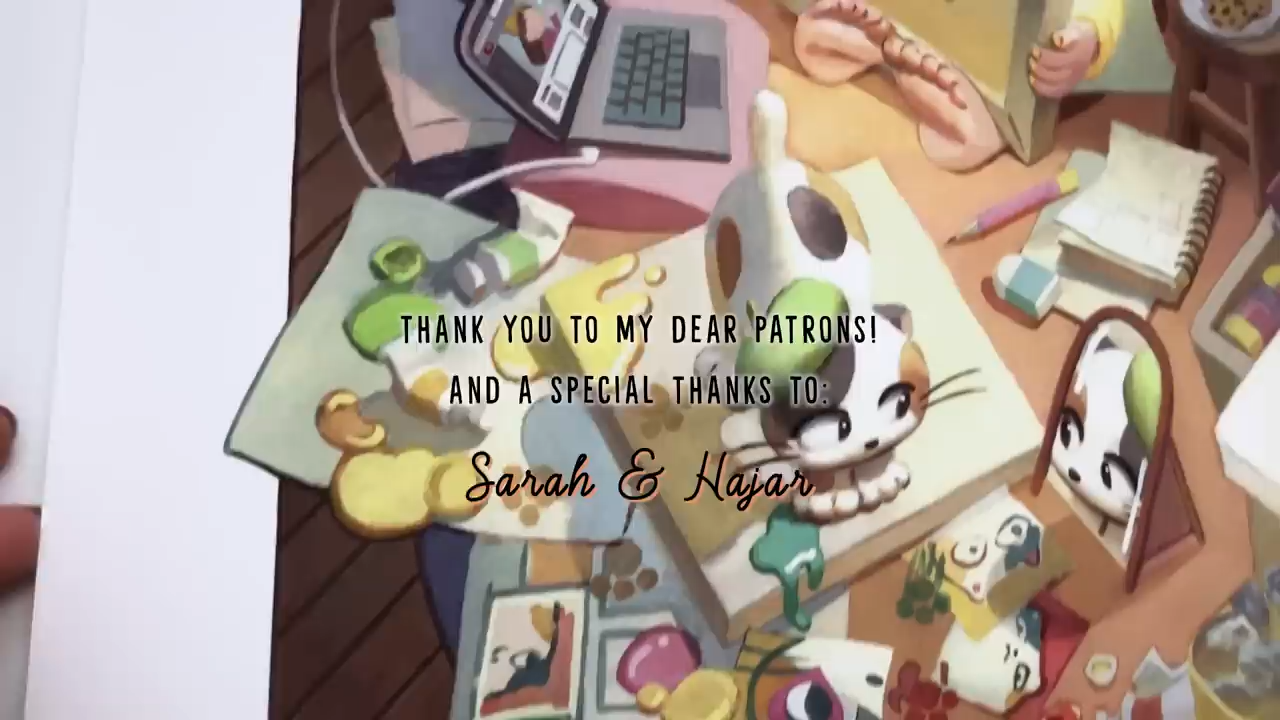 THANK YOU TO MY DEAR PATRONS!
AND A SPECIAL THANKS TO:
Sarah & Hajar